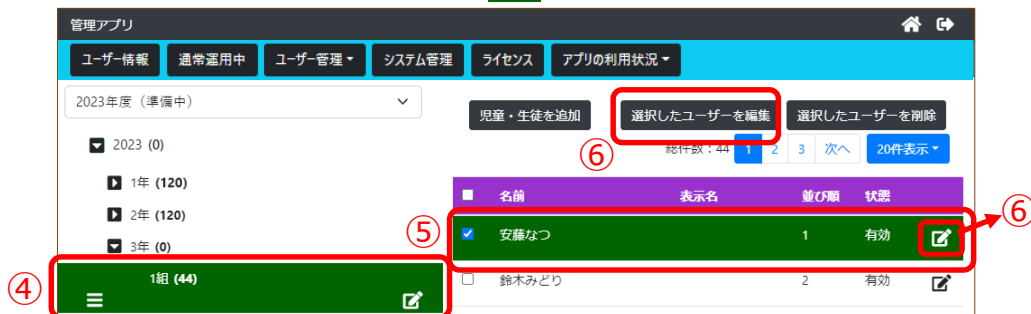 管理アプリ
ユーザー情報 通常運用中 ユーザー管理 システム管理 ライセンス アプリの利用状況
2023年度（準備中）
児童・生徒を追加 選択したユーザーを編集 選択したユーザーを削除
2023 (0)
⑥ 総件数：44 1 2 3 次へ 20件表示
1年 (120)
名前 表示名 並び順 状態
⑥
2年 (120)
⑤ 安藤なつ 1 有効
3年 (0)
④ 1組 (44)
鈴木みどり 2 有効